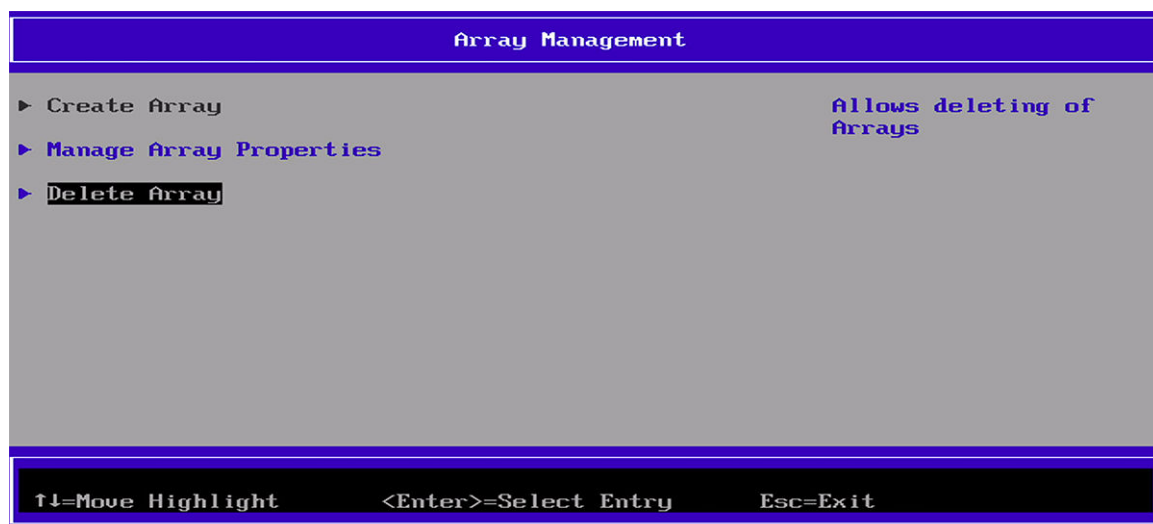 Array Management
► Create Array
Allows deleting of
Arrays
► Manage Array Properties
► Delete Array
↑↓=Move Highlight <Enter>=Select Entry Esc=Exit